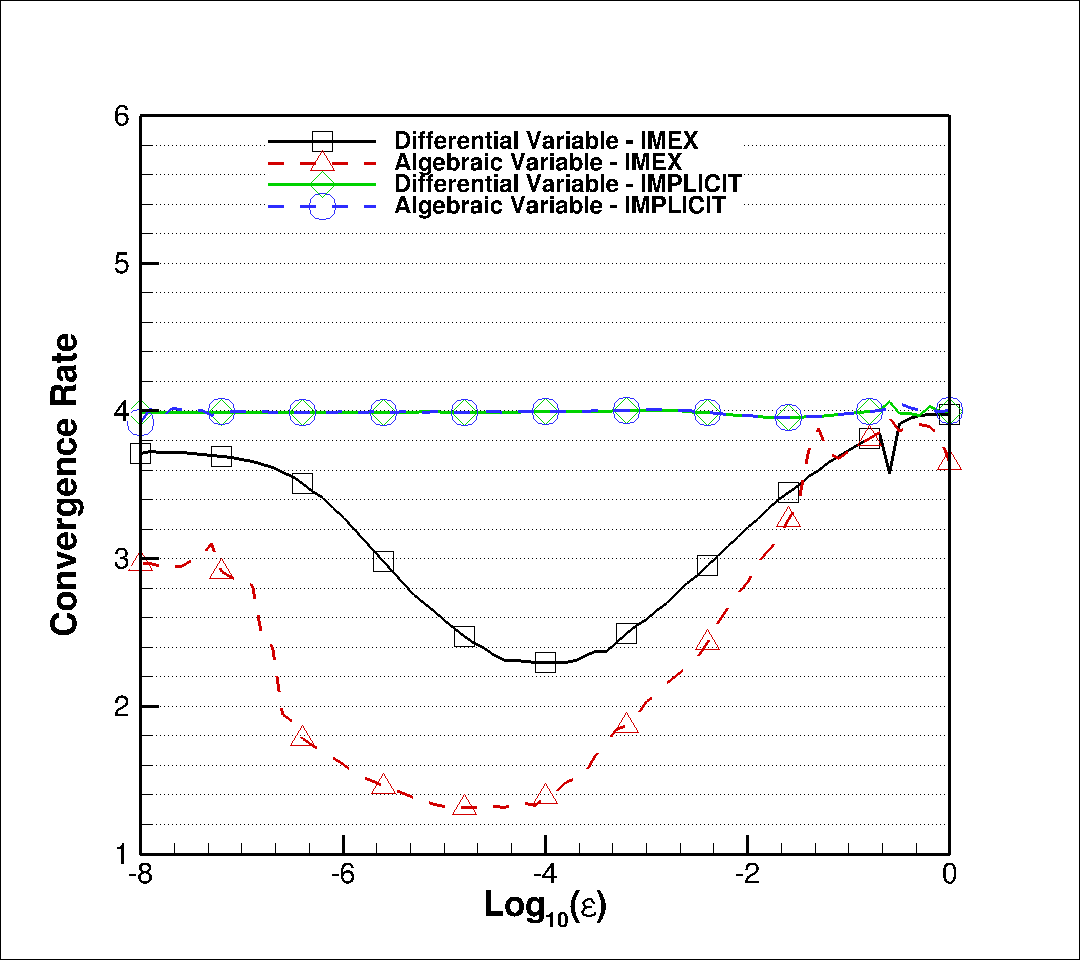 6
5
4
3
2
1
Convergence Rate
Differential Variable - IMEX
Algebraic Variable - IMEX
Differential Variable - IMPLICIT
Algebraic Variable - IMPLICIT
-8 -6 -4 -2 0
Log10(ε)